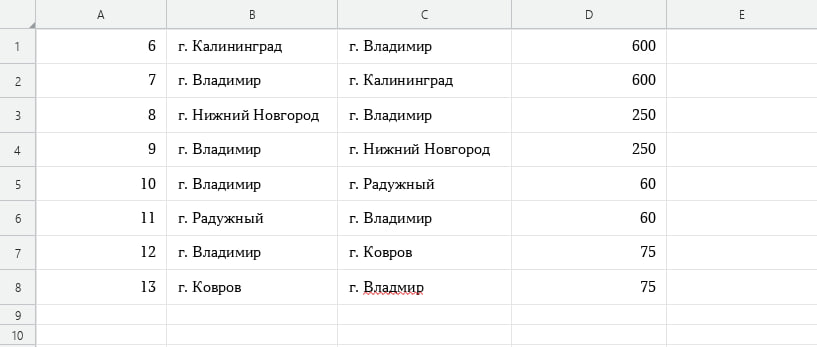 A B C D E
1 6 г. Калининград г. Владимир 600
2 7 г. Владимир г. Калининград 600
3 8 г. Нижний Новгород г. Владимир 250
4 9 г. Владимир г. Нижний Новгород 250
5 10 г. Владимир г. Радужный 60
6 11 г. Радужный г. Владимир 60
7 12 г. Владимир г. Ковров 75
8 13 г. Ковров г. Владмир 75
9
10